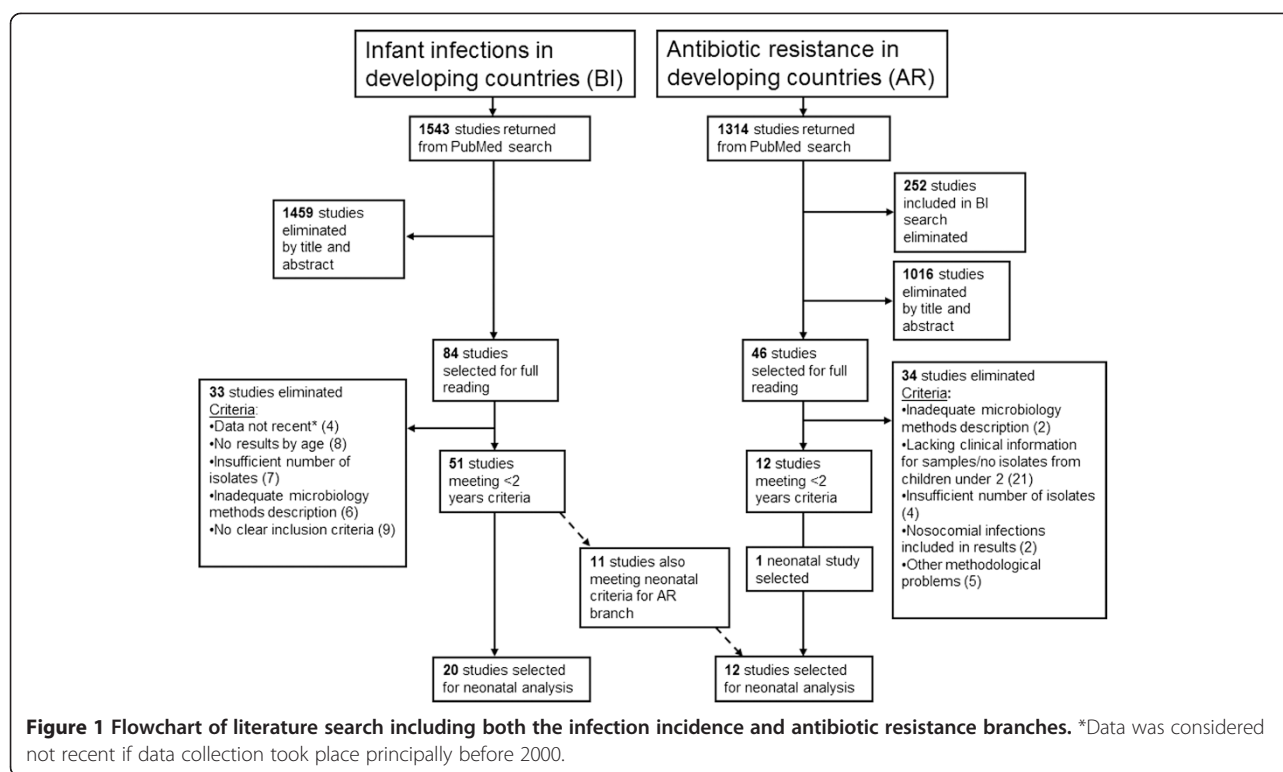 Infant infections in
developing countries (BI)
Antibiotic resistance in
developing countries (AR)
1543 studies returned
from PubMed search
1314 studies returned
from PubMed search
252 studies
included in BI
search
eliminated
1459 studies
eliminated
by title and
abstract
1016 studies
eliminated
by title and
abstract
84 studies
selected for full
reading
46 studies
selected for full
reading
33 studies eliminated
Criteria:
•Data not recent* (4)
•No results by age (8)
•Insufficient number of
isolates (7)
•Inadequate microbiology
methods description (6)
•No clear inclusion criteria (9)
34 studies eliminated
Criteria:
•Inadequate microbiology
methods description (2)
•Lacking clinical information
for samples/no isolates from
children under 2 (21)
•Insufficient number of isolates
(4)
•Nosocomial infections
included in results (2)
•Other methodological
problems (5)
51 studies
meeting <2
years criteria
12 studies
meeting <2
years criteria
11 studies also
meeting neonatal
criteria for AR
branch
1 neonatal study
selected
20 studies selected
for neonatal analysis
12 studies selected
for neonatal analysis
Figure 1 Flowchart of literature search including both the infection incidence and antibiotic resistance branches. *Data was considered
not recent if data collection took place principally before 2000.